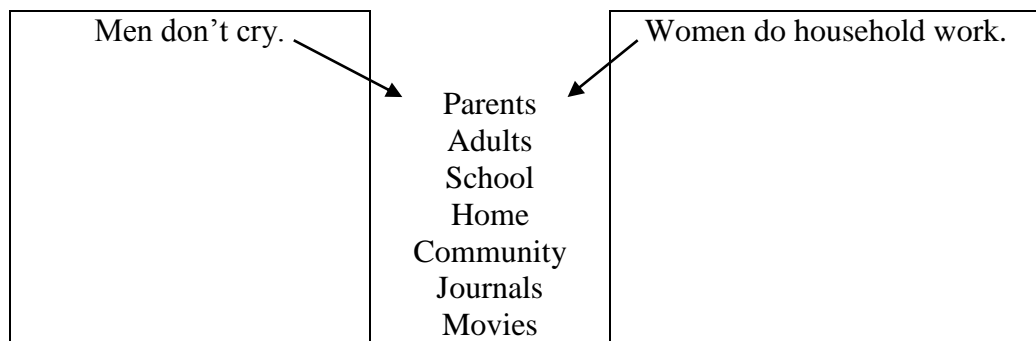 Men don’t cry.
Women do household work.
Parents
Adults
School
Home
Community
Journals
Movies